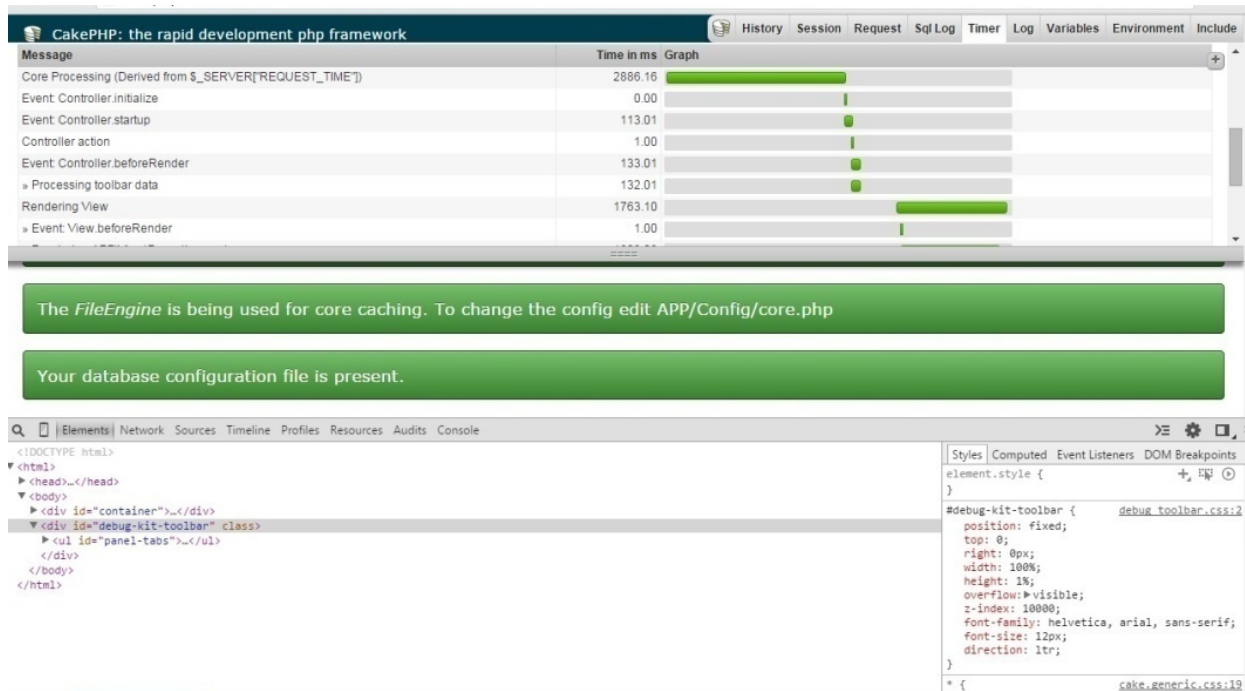 CakePHP: the rapid development php framework
History Session Request Sql Log Timer Log Variables Environment Include
Message Time in ms Graph
Core Processing (Derived from $_SERVER["REQUEST_TIME"]) 2886.16
Event: Controller.initialize 0.00
Event: Controller.startup 113.01
Controller action 1.00
Event: Controller.beforeRender 133.01
» Processing toolbar data 132.01
Rendering View 1763.10
» Event: View.beforeRender 1.00
The FileEngine is being used for core caching. To change the config edit APP/Config/core.php
Your database configuration file is present.
Elements Network Sources Timeline Profiles Resources Audits Console
<!DOCTYPE html>
<html>
<head>…</head>
<body>
<div id="container">…</div>
<div id="debug-kit-toolbar" class>
<ul id="panel-tabs">…</ul>
</div>
</body>
</html>
Styles Computed Event Listeners DOM Breakpoints
element.style {
}
#debug-kit-toolbar { debug_toolbar.css:2
position: fixed;
top: 0;
right: 0px;
width: 100%;
height: 1%;
overflow: visible;
z-index: 10000;
font-family: helvetica, arial, sans-serif;
font-size: 12px;
direction: ltr;
}
* { cake.generic.css:19